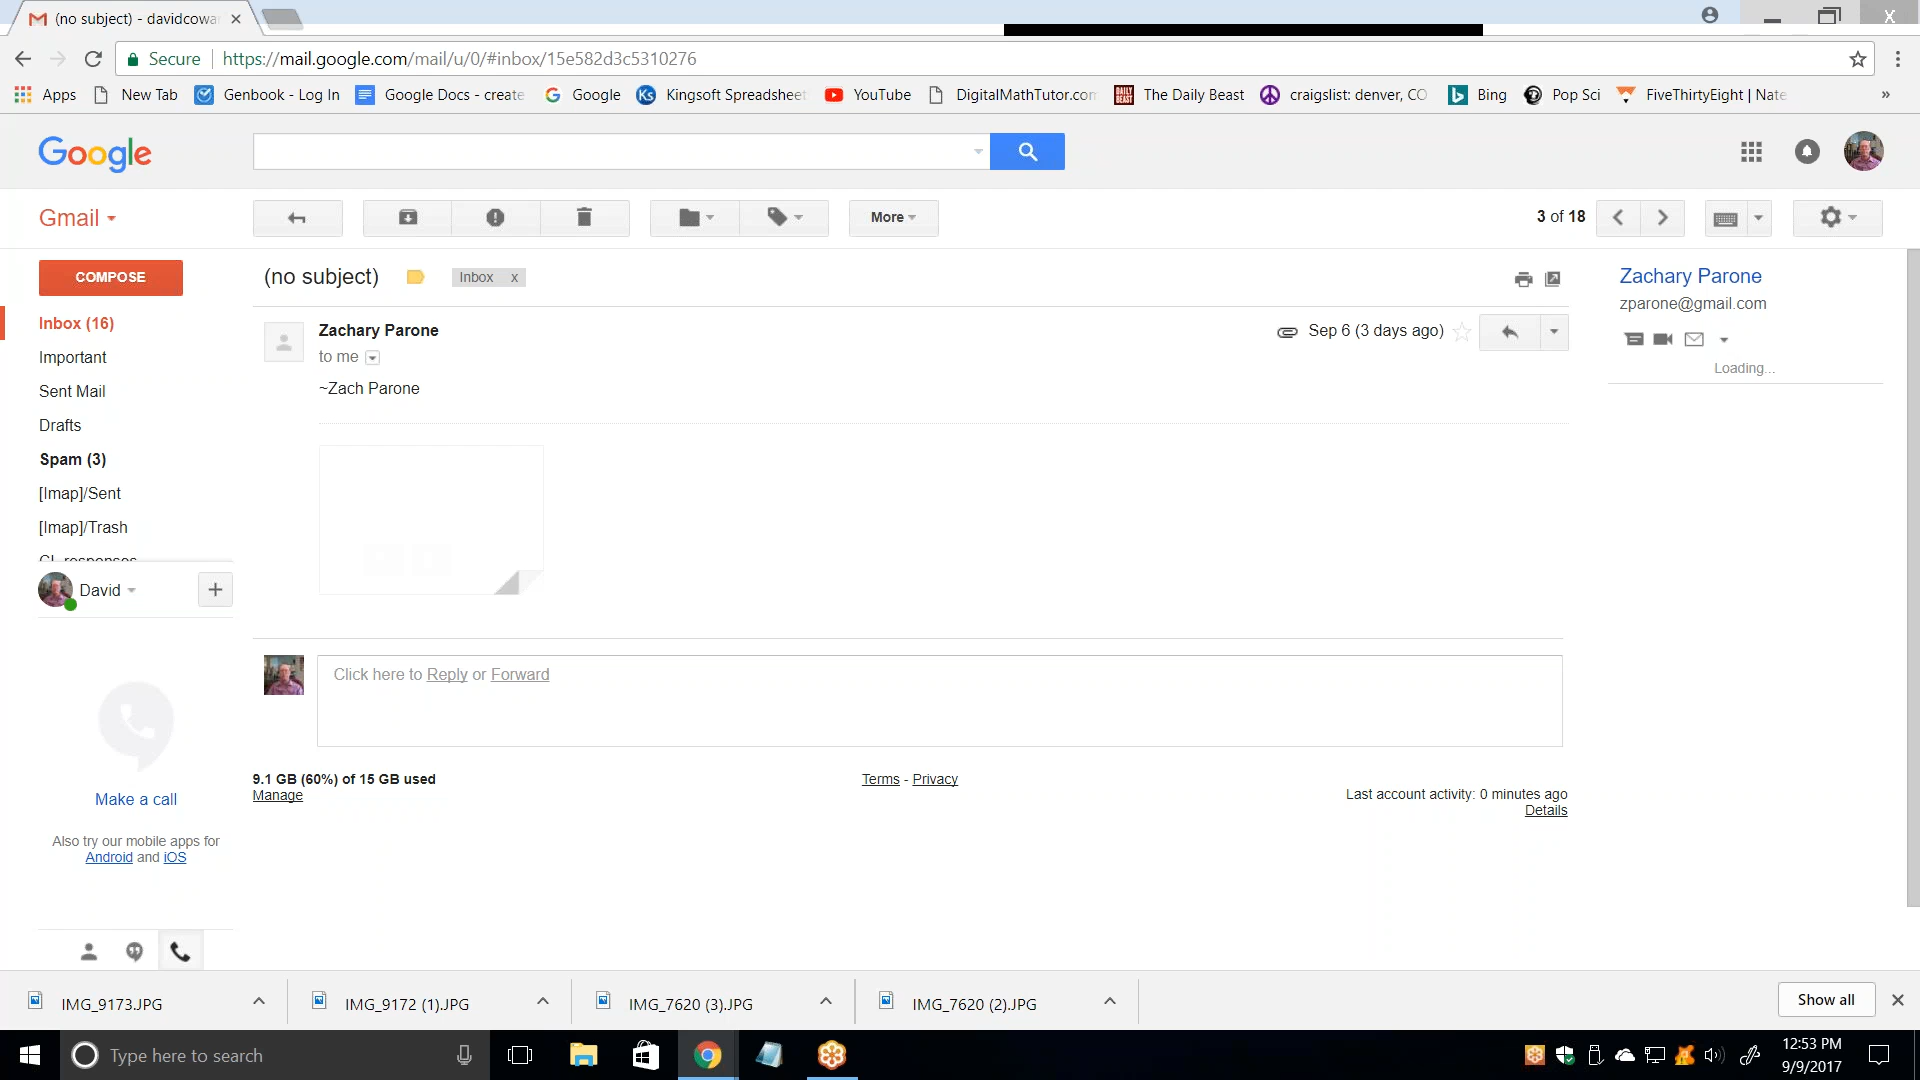 (no subject) - davidcowa
Secure https://mail.google.com/mail/u/0/#inbox/15e582d3c5310276
Apps New Tab Genbook - Log In Google Docs - create Google Kingsoft Spreadsheet YouTube DigitalMathTutor.com The Daily Beast craigslist: denver, CO Bing Pop Sci FiveThirtyEight | Nate »
Google
Gmail More 3 of 18
COMPOSE
(no subject) Inbox x
Zachary Parone
zparone@gmail.com
Loading...
Inbox (16)
Important
Sent Mail
Drafts
Spam (3)
[Imap]/Sent
[Imap]/Trash
Zachary Parone Sep 6 (3 days ago)
to me
~Zach Parone
David
Click here to Reply or Forward
Make a call
Also try our mobile apps for
Android and iOS
9.1 GB (60%) of 15 GB used
Manage
Terms - Privacy
Last account activity: 0 minutes ago
Details
IMG_9173.JPG IMG_9172 (1).JPG IMG_7620 (3).JPG IMG_7620 (2).JPG Show all
Type here to search
12:53 PM
9/9/2017